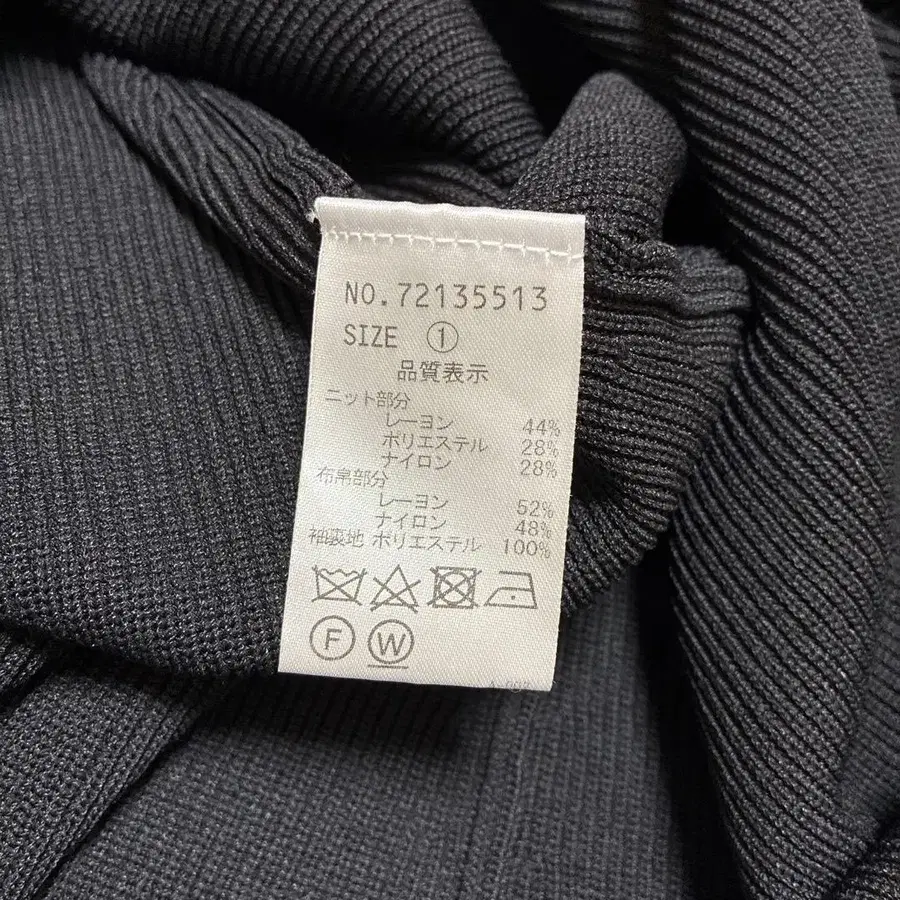 NO.72135513
SIZE ①
品質表示
ニット部分
レーヨン 44%
ポリエステル 28%
ナイロン 28%
布帛部分
レーヨン 52%
ナイロン 48%
袖裏地 ポリエステル 100%
F W